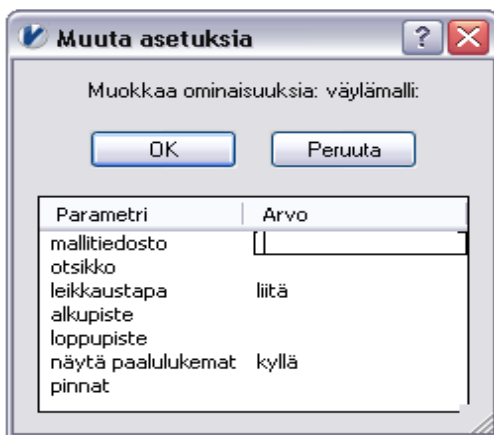 Muuta asetuksia
Muokkaa ominaisuuksia: väylämalli:
OK Peruuta
Parametri Arvo
mallitiedosto
otsikko
leikkaustapa liitä
alkupiste
loppupiste
näytä paalulukemat kyllä
pinnat